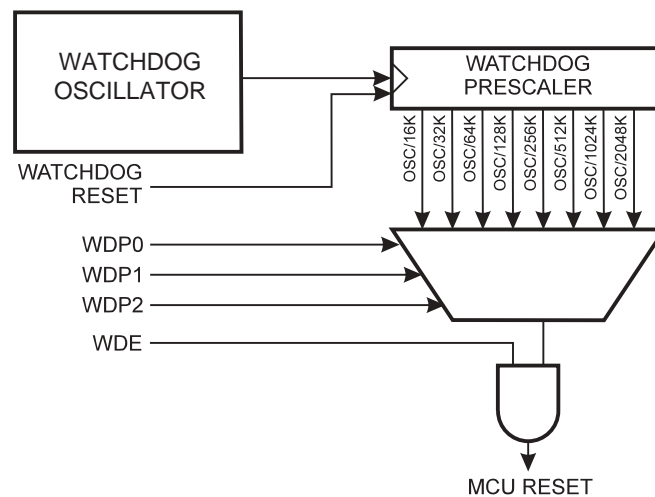 WATCHDOG
OSCILLATOR
WATCHDOG
PRESCALER
OSC/16K
OSC/32K
OSC/64K
OSC/128K
OSC/256K
OSC/512K
OSC/1024K
OSC/2048K
WATCHDOG
RESET
WDP0
WDP1
WDP2
WDE
MCU RESET